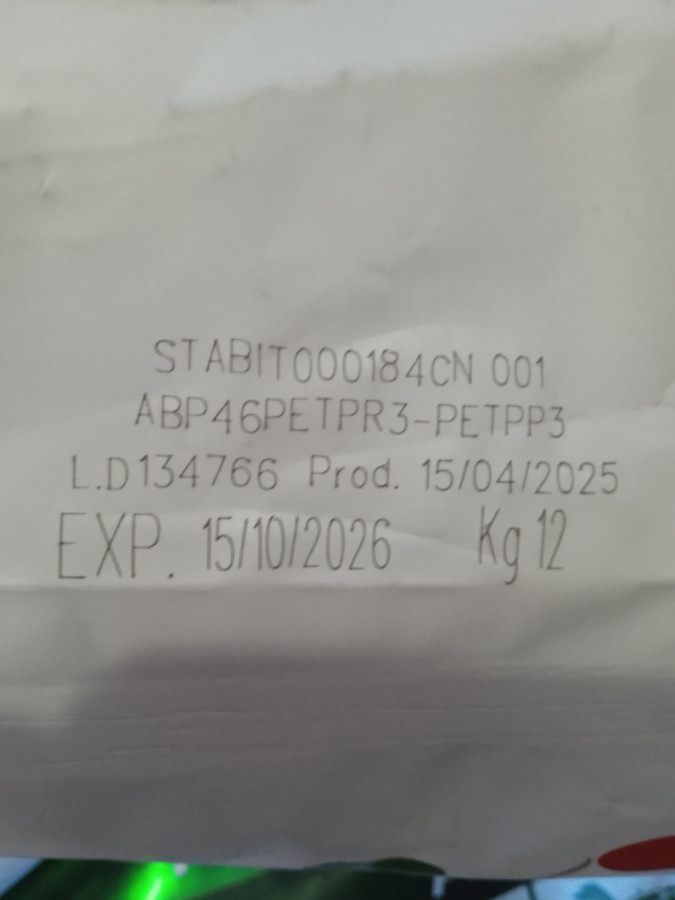 STABIT000184CN 001
ABP46PETPR3-PETPP3
L.D134766 Prod. 15/04/2025
EXP. 15/10/2026 Kg 12